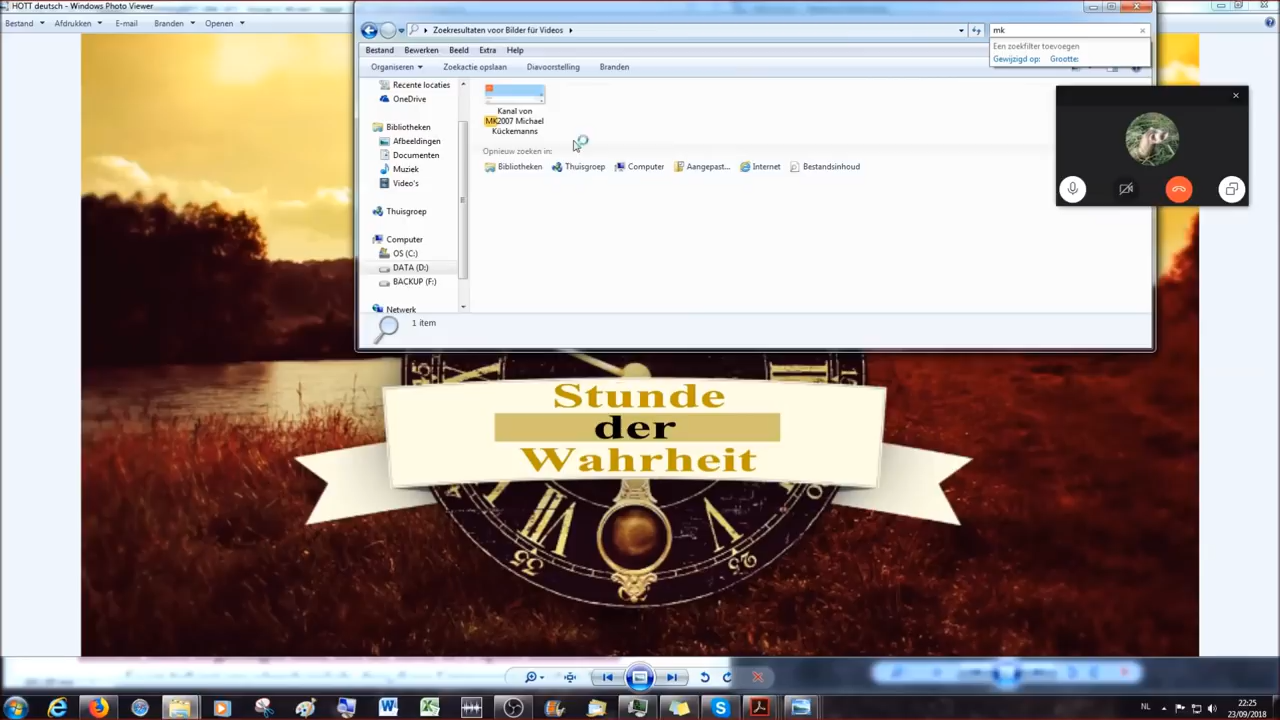 HOTT deutsch - Windows Photo Viewer
Bestand Afdrukken E-mail Branden Openen
Zoekresultaten voor Bilder für Videos
mk
Een zoekfilter toevoegen
Gewijzigd op: Grootte:
Bestand Bewerken Beeld Extra Help
Organiseren Zoekactie opslaan Diavoorstelling Branden
Recente locaties
OneDrive
Bibliotheken
Afbeeldingen
Documenten
Muziek
Video's
Thuisgroep
Computer
OS (C:)
DATA (D:)
BACKUP (F:)
Netwerk
Kanal von
MK2007 Michael
Kückemanns
Opnieuw zoeken in:
Bibliotheken Thuisgroep Computer Aangepast... Internet Bestandsinhoud
1 item
Stunde
der
Wahrheit
NL
22:25
23/09/2018